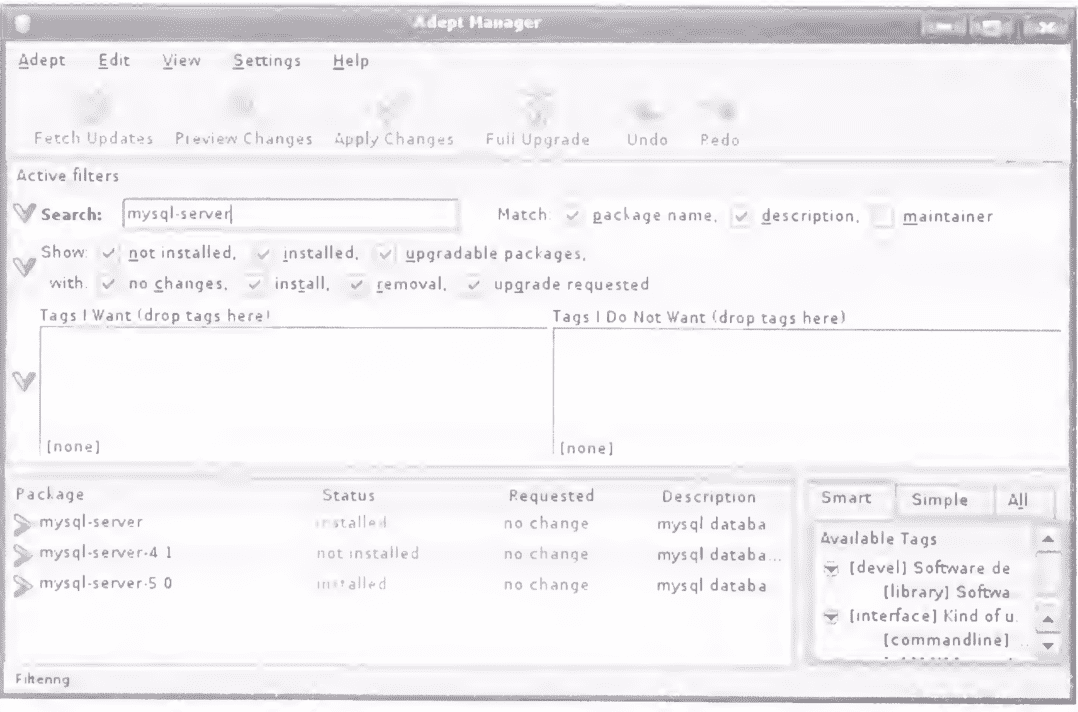 Adept Manager
Adept Edit View Settings Help
Fetch Updates Preview Changes Apply Changes Full Upgrade Undo Redo
Active filters
Search: mysql-server Match: package name, description, maintainer
Show: not installed, installed, upgradable packages,
with: no changes, install, removal, upgrade requested
Tags I Want (drop tags here) Tags I Do Not Want (drop tags here)
[none] [none]
Package Status Requested Description
mysql-server installed no change mysql databa
mysql-server-4.1 not installed no change mysql databa...
mysql-server-5.0 installed no change mysql databa
Smart Simple All
Available Tags
[devel] Software de
[library] Softwa
[interface] Kind of u.
[commandline] ...
Filtering